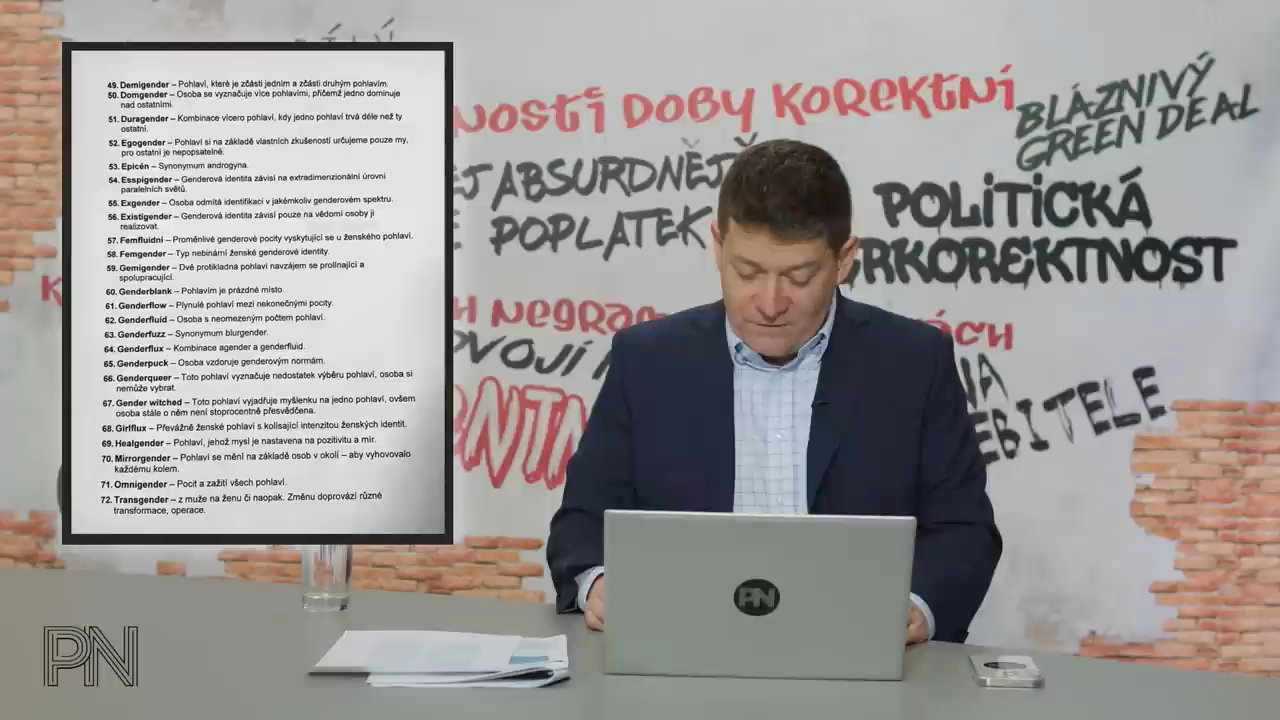 49. Demigender – Pohlaví, které je zčásti jedním a zčásti druhým pohlavím.
50. Domgender – Osoba se vyznačuje více pohlavími, přičemž jedno dominuje
nad ostatními.
51. Duragender – Kombinace vícero pohlaví, kdy jedno pohlaví trvá déle než ty
ostatní.
52. Egogender – Pohlaví si na základě vlastních zkušeností určujeme pouze my,
pro ostatní je nepopsatelné.
53. Epicén – Synonymum androgyna.
54. Esspigender – Genderová identita závisí na extradimenzionální úrovni
paralelních světů.
55. Exgender – Osoba odmítá identifikaci v jakémkoliv genderovém spektru.
56. Existigender – Genderová identita závisí pouze na vědomí osoby ji
realizovat.
57. Femfluidní – Proměnlivé genderové pocity vyskytující se u ženského pohlaví.
58. Femgender – Typ nebinární ženské genderové identity.
59. Gemigender – Dvě protikladná pohlaví navzájem se prolínající a
spolupracující.
60. Genderblank – Pohlavím je prázdné místo.
61. Genderflow – Plynulé pohlaví mezi nekonečnými pocity.
62. Genderfluid – Osoba s neomezeným počtem pohlaví.
63. Genderfuzz – Synonymum blurgender.
64. Genderflux – Kombinace agender a genderfluid.
65. Genderpuck – Osoba vzdoruje genderovým normám.
66. Genderqueer – Toto pohlaví vyznačuje nedostatek výběru pohlaví, osoba si
nemůže vybrat.
67. Gender witched – Toto pohlaví vyjadřuje myšlenku na jedno pohlaví, ovšem
osoba stále o něm není stoprocentně přesvědčena.
68. Girlflux – Převážně ženské pohlaví s kolísající intenzitou ženských identit.
69. Healgender – Pohlaví, jehož mysl je nastavena na pozitivitu a mír.
70. Mirrorgender – Pohlaví se mění na základě osob v okolí – aby vyhovovalo
každému kolem.
71. Omnigender – Pocit a zažití všech pohlaví.
72. Transgender – z muže na ženu či naopak. Změnu doprovází různé
transformace, operace.
NOSTÍ DOBY KOREKTNÍ
BLÁZNIVÝ
GREEN DEAL
EJ ABSURDNĚJŠ
POPLATEK
POLITICKÁ
RKOREKTNOST
H NEGRA
ÁCH
DVOJÍ
NA
EBITELE
PN
PN